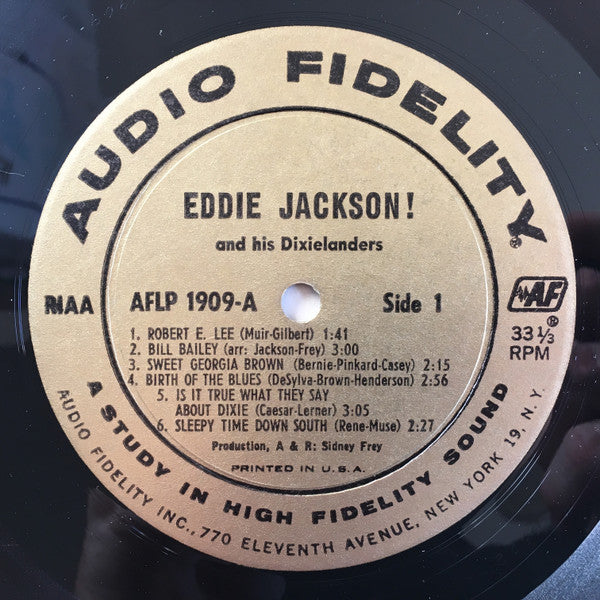 AUDIO FIDELITY®
EDDIE JACKSON!
and his Dixielanders
RIAA AFLP 1909-A Side 1 AF®
33 1/3 RPM
1. ROBERT E. LEE (Muir-Gilbert) 1:41
2. BILL BAILEY (arr: Jackson-Frey) 3:00
3. SWEET GEORGIA BROWN (Bernie-Pinkard-Casey) 2:15
4. BIRTH OF THE BLUES (DeSylva-Brown-Henderson) 2:56
5. IS IT TRUE WHAT THEY SAY
ABOUT DIXIE (Caesar-Lerner) 3:05
6. SLEEPY TIME DOWN SOUTH (Rene-Muse) 2:27
Production, A & R: Sidney Frey
PRINTED IN U.S.A.
A STUDY IN HIGH FIDELITY SOUND
AUDIO FIDELITY INC., 770 ELEVENTH AVENUE, NEW YORK 19, N.Y.